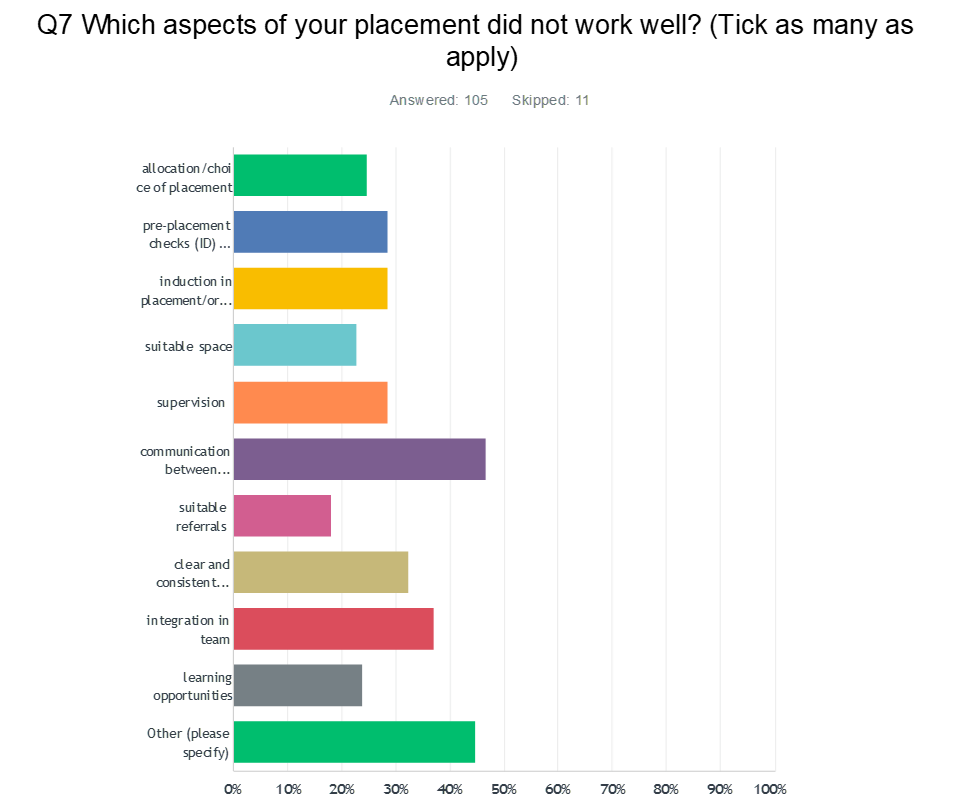 Q7 Which aspects of your placement did not work well? (Tick as many as
apply)
Answered: 105 Skipped: 11
allocation/choi
ce of placement
pre-placement
checks (ID) ...
induction in
placement/or...
suitable space
supervision
communication
between...
suitable
referrals
clear and
consistent...
integration in
team
learning
opportunities
Other (please
specify)
0% 10% 20% 30% 40% 50% 60% 70% 80% 90% 100%